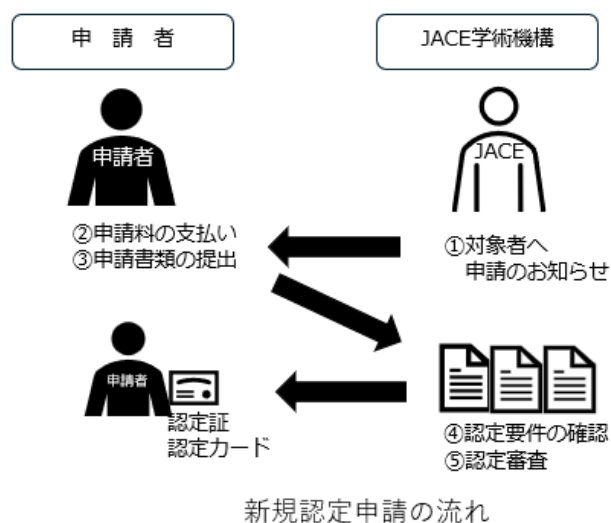 申 請 者
JACE学術機構
申請者
JACE
②申請料の支払い
③申請書類の提出
①対象者へ
申請のお知らせ
申請者
認定証
認定カード
④認定要件の確認
⑤認定審査
新規認定申請の流れ